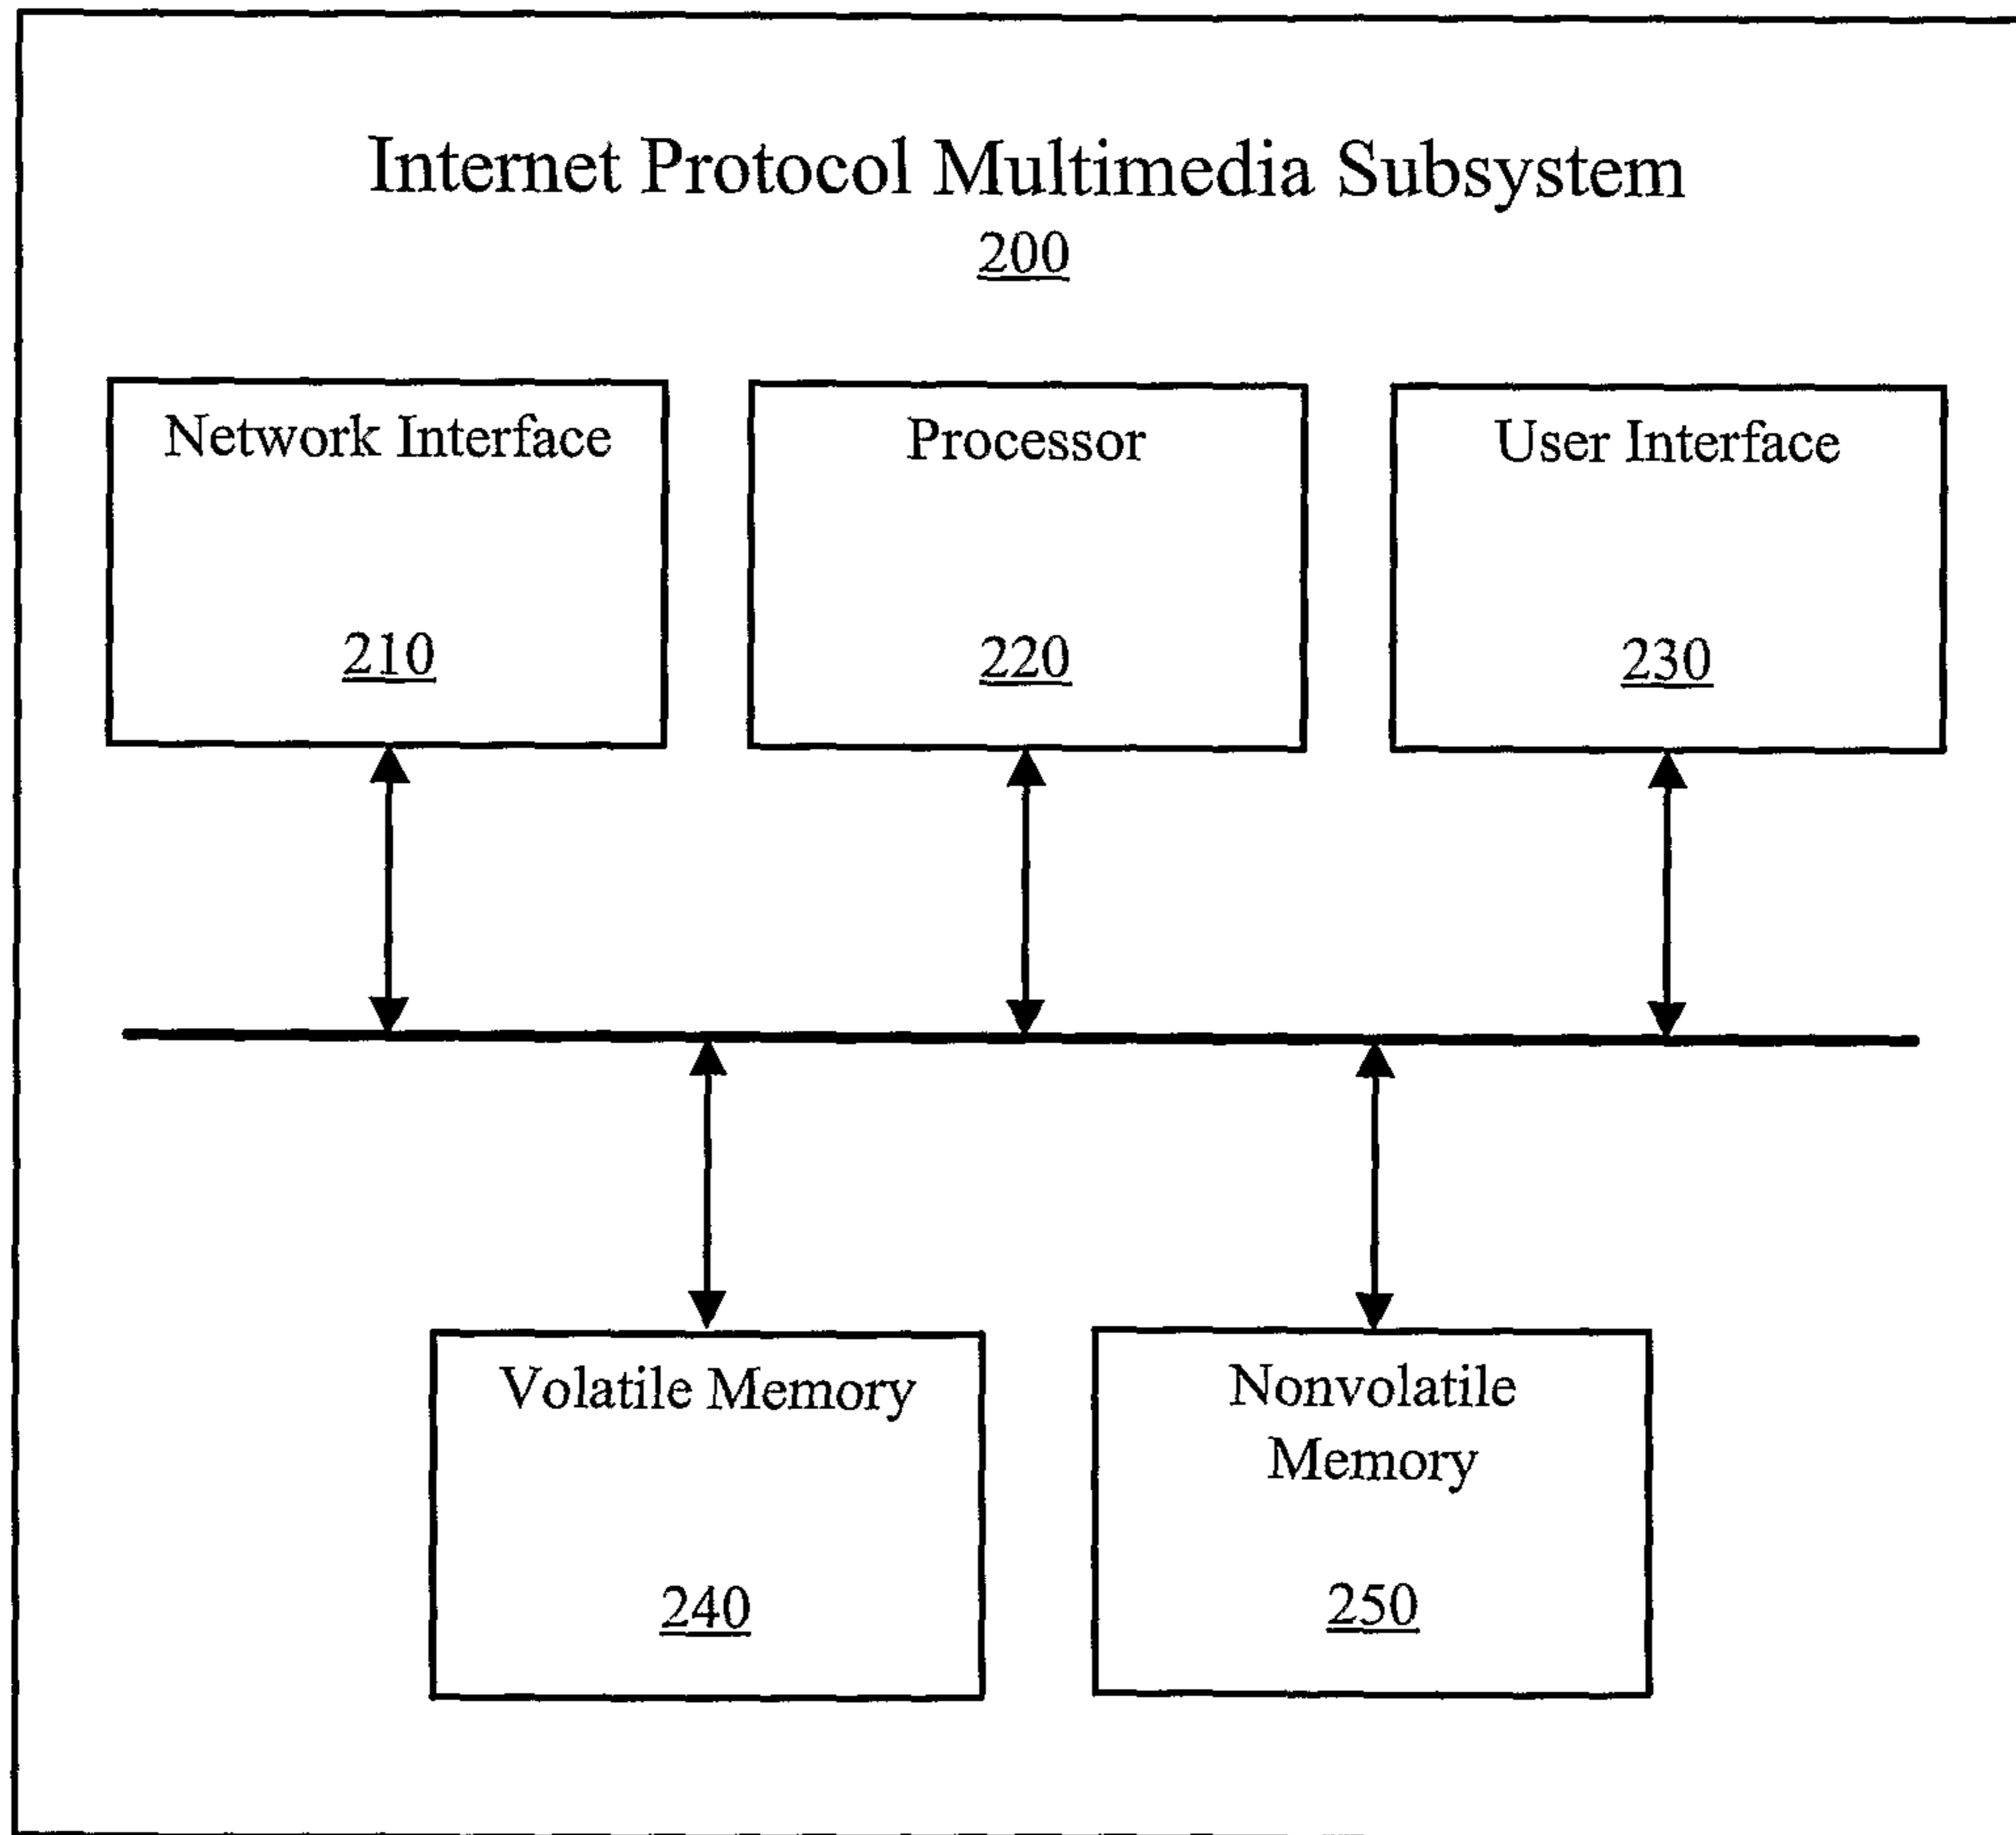 Internet Protocol Multimedia Subsystem
200
Network Interface
210
Processor
220
User Interface
230
Volatile Memory
240
Nonvolatile
Memory
250